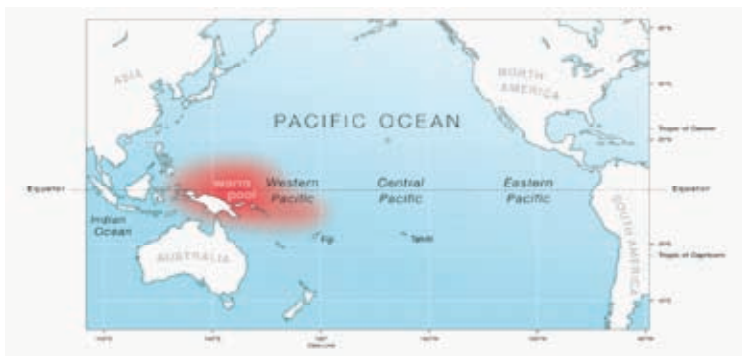 ASIA
NORTH
AMERICA
PACIFIC OCEAN
Tropic of Cancer
Equator
warm
pool
Western
Pacific
Central
Pacific
Eastern
Pacific
Equator
Indian
Ocean
Fiji
Tahiti
AUSTRALIA
SOUTH AMERICA
Tropic of Capricorn